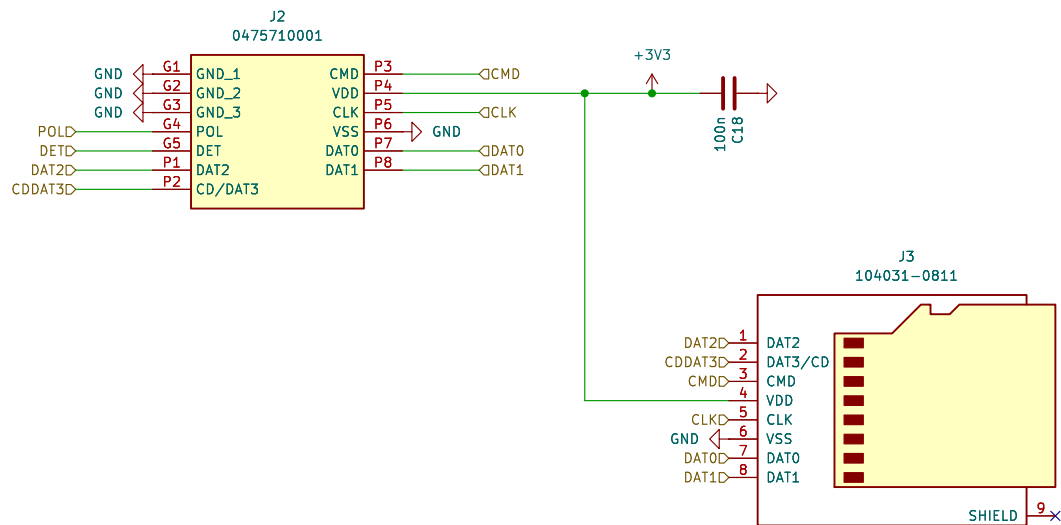 J2
0475710001
GND G1 GND_1 CMD P3 CMD
GND G2 GND_2 VDD P4
GND G3 GND_3 CLK P5 CLK
POL G4 POL VSS P6 GND
DET G5 DET DAT0 P7 DAT0
DAT2 P1 DAT2 DAT1 P8 DAT1
CDDAT3 P2 CD/DAT3
+3V3
100n
C18
J3
104031-0811
DAT2 1 DAT2
CDDAT3 2 DAT3/CD
CMD 3 CMD
4 VDD
CLK 5 CLK
GND 6 VSS
DAT0 7 DAT0
DAT1 8 DAT1
SHIELD 9